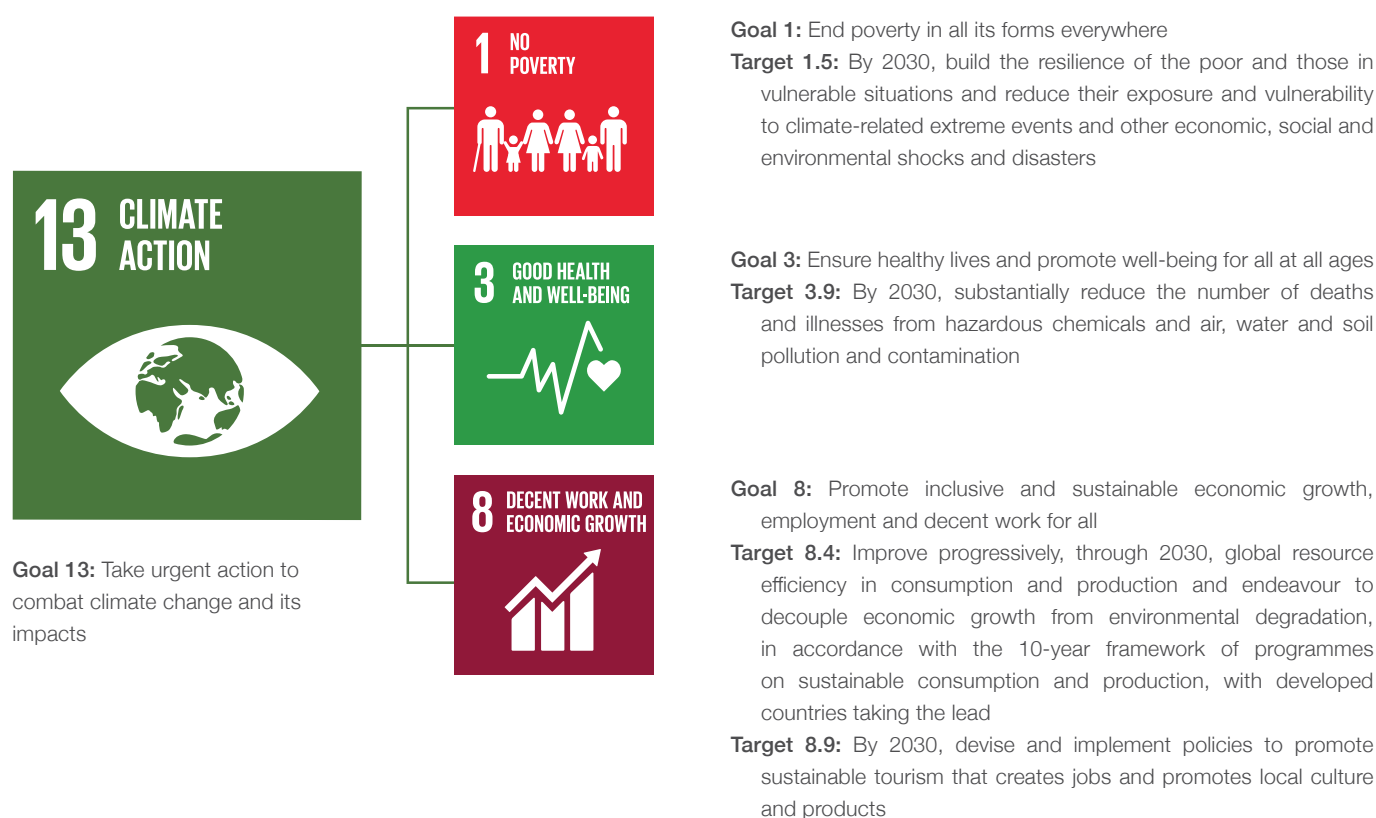 13 CLIMATE
ACTION
Goal 13: Take urgent action to
combat climate change and its
impacts
1 NO
POVERTY
3 GOOD HEALTH
AND WELL-BEING
8 DECENT WORK AND
ECONOMIC GROWTH
Goal 1: End poverty in all its forms everywhere
Target 1.5: By 2030, build the resilience of the poor and those in
vulnerable situations and reduce their exposure and vulnerability
to climate-related extreme events and other economic, social and
environmental shocks and disasters
Goal 3: Ensure healthy lives and promote well-being for all at all ages
Target 3.9: By 2030, substantially reduce the number of deaths
and illnesses from hazardous chemicals and air, water and soil
pollution and contamination
Goal 8: Promote inclusive and sustainable economic growth,
employment and decent work for all
Target 8.4: Improve progressively, through 2030, global resource
efficiency in consumption and production and endeavour to
decouple economic growth from environmental degradation,
in accordance with the 10-year framework of programmes
on sustainable consumption and production, with developed
countries taking the lead
Target 8.9: By 2030, devise and implement policies to promote
sustainable tourism that creates jobs and promotes local culture
and products